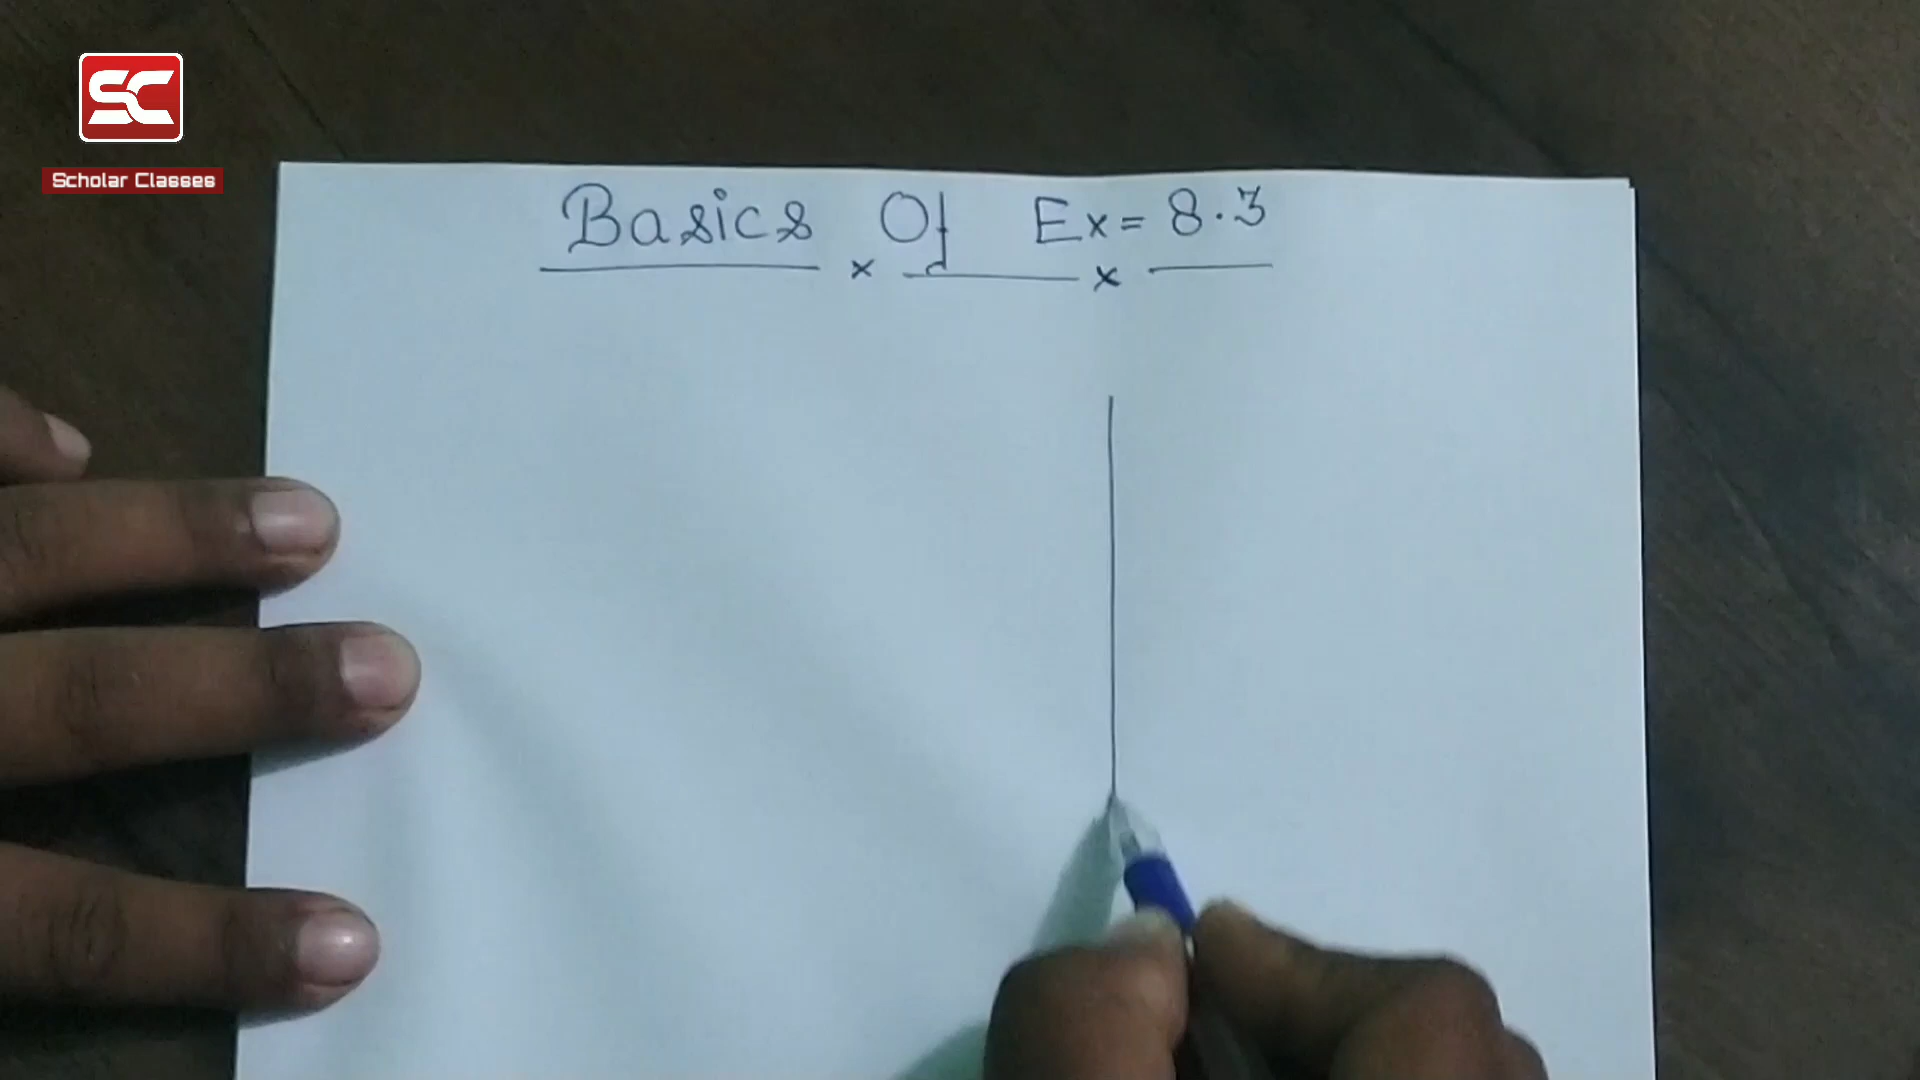 SC
Scholar Classes
Basics Of Ex = 8.3
x x